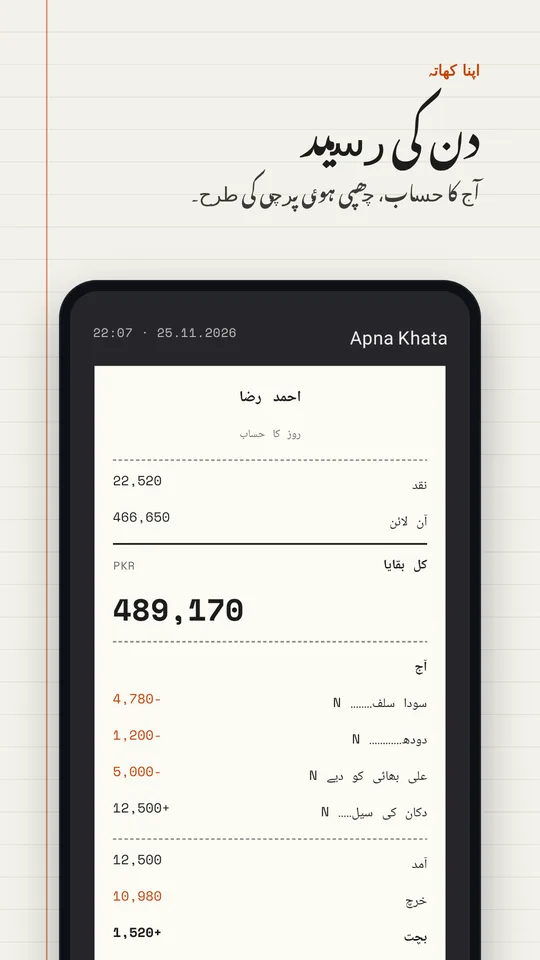 اپنا کھاتہ
دن کی رسید
آج کا حساب، چھپی ہوئی پرچی کی طرح۔
Apna Khata
22:07 · 25.11.2026
احمد رضا
روز کا حساب
نقد 22,520
آن لائن 466,650
کل بقایا PKR
489,170
آج
سودا سلف........ N 4,780-
دودھ............ N 1,200-
علی بھائی کو دیے N 5,000-
دکان کی سیل..... N 12,500+
آمد 12,500
خرچ 10,980
بچت 1,520+